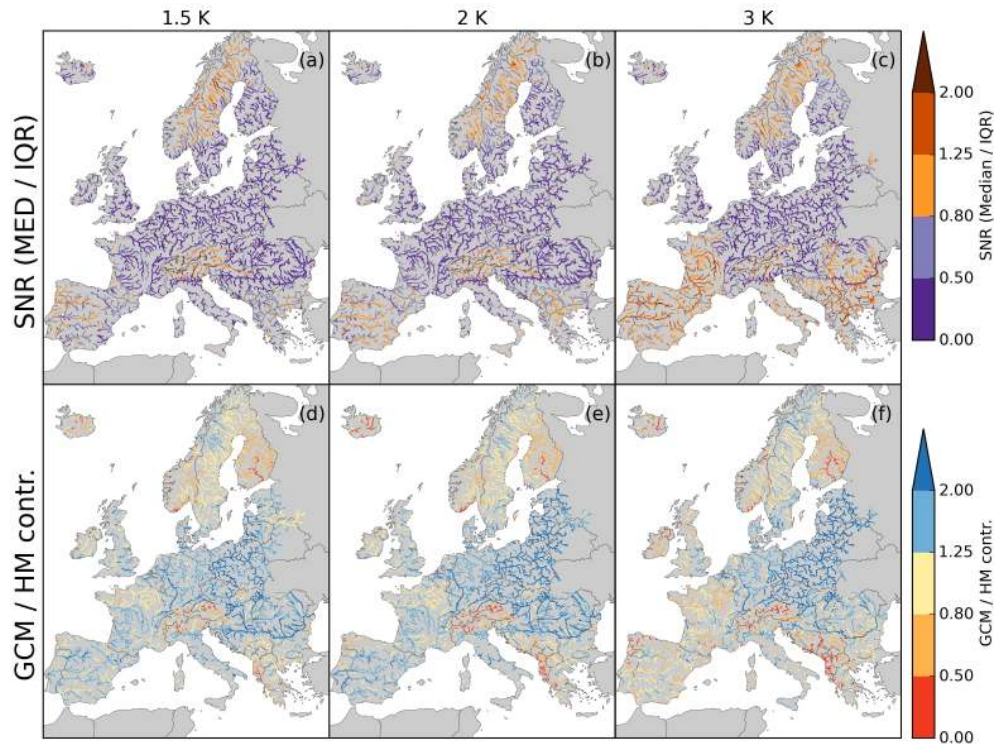 1.5 K
2 K
3 K
SNR (MED / IQR)
(a)
(b)
(c)
2.00
1.25
0.80
0.50
0.00
SNR (Median / IQR)
GCM / HM contr.
(d)
(e)
(f)
2.00
1.25
0.80
0.50
0.00
GCM / HM contr.